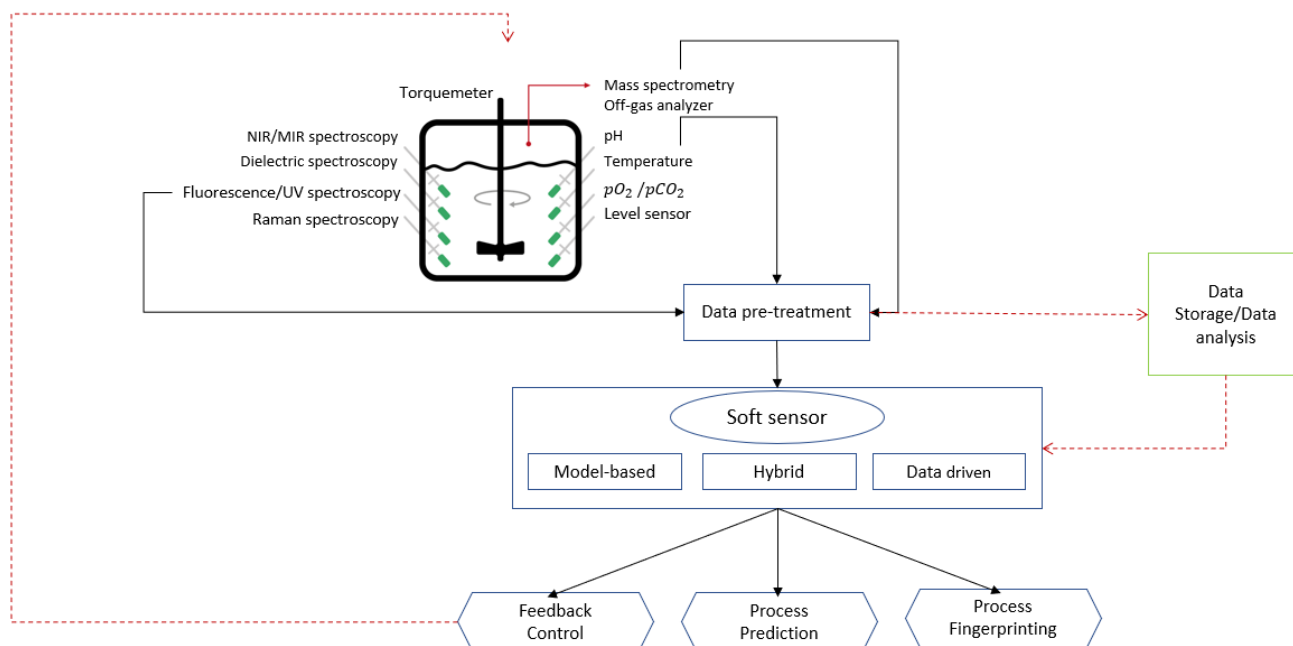 Torquemeter
Mass spectrometry
Off-gas analyzer
NIR/MIR spectroscopy
Dielectric spectroscopy
Fluorescence/UV spectroscopy
Raman spectroscopy
pH
Temperature
pO₂ /pCO₂
Level sensor
Data pre-treatment
Data
Storage/Data
analysis
Soft sensor
Model-based
Hybrid
Data driven
Feedback
Control
Process
Prediction
Process
Fingerprinting